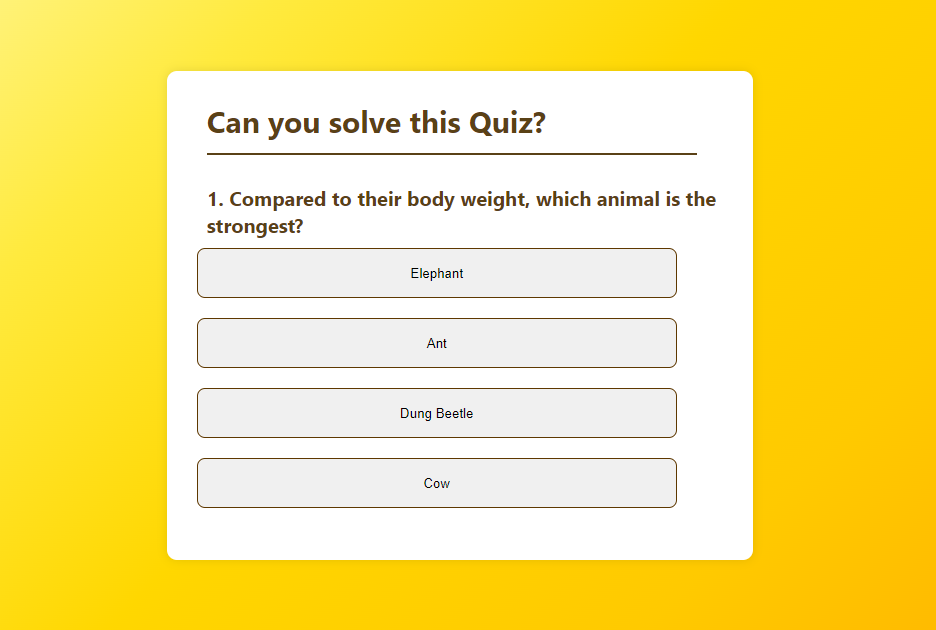 Can you solve this Quiz?
1. Compared to their body weight, which animal is the
strongest?
Elephant
Ant
Dung Beetle
Cow